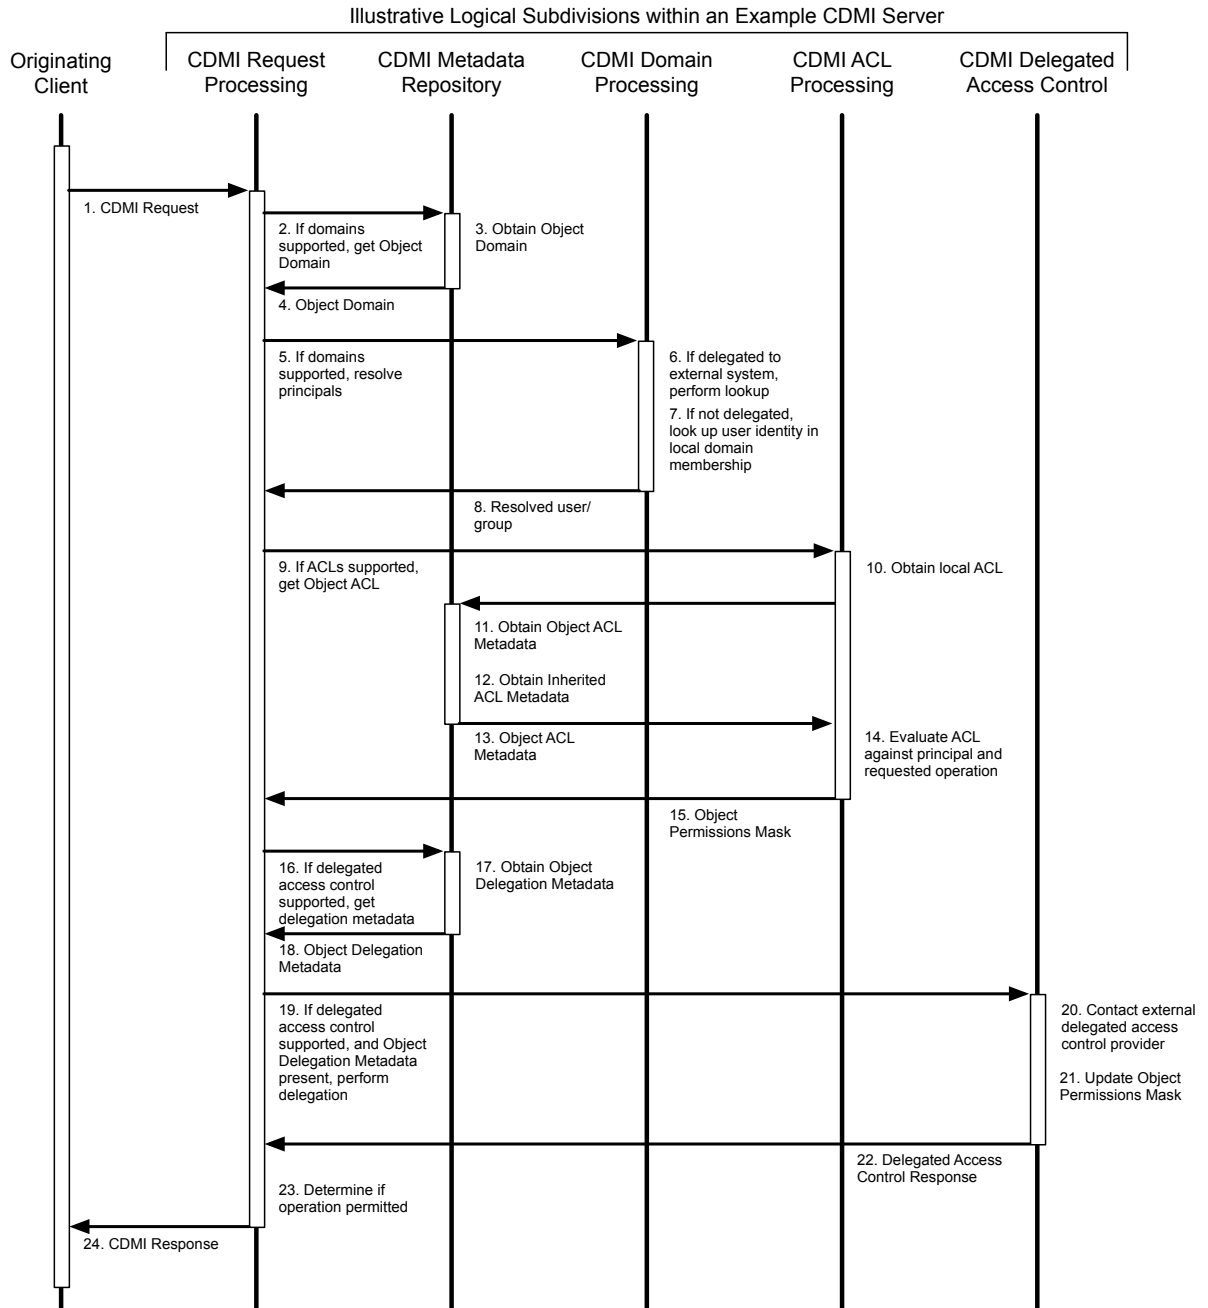 Illustrative Logical Subdivisions within an Example CDMI Server
Originating
Client
CDMI Request
Processing
CDMI Metadata
Repository
CDMI Domain
Processing
CDMI ACL
Processing
CDMI Delegated
Access Control
1. CDMI Request
2. If domains
supported, get Object
Domain
3. Obtain Object
Domain
4. Object Domain
5. If domains
supported, resolve
principals
6. If delegated to
external system,
perform lookup
7. If not delegated,
look up user identity in
local domain
membership
8. Resolved user/
group
9. If ACLs supported,
get Object ACL
10. Obtain local ACL
11. Obtain Object ACL
Metadata
12. Obtain Inherited
ACL Metadata
13. Object ACL
Metadata
14. Evaluate ACL
against principal and
requested operation
15. Object
Permissions Mask
16. If delegated
access control
supported, get
delegation metadata
17. Obtain Object
Delegation Metadata
18. Object Delegation
Metadata
19. If delegated
access control
supported, and Object
Delegation Metadata
present, perform
delegation
20. Contact external
delegated access
control provider
21. Update Object
Permissions Mask
22. Delegated Access
Control Response
23. Determine if
operation permitted
24. CDMI Response